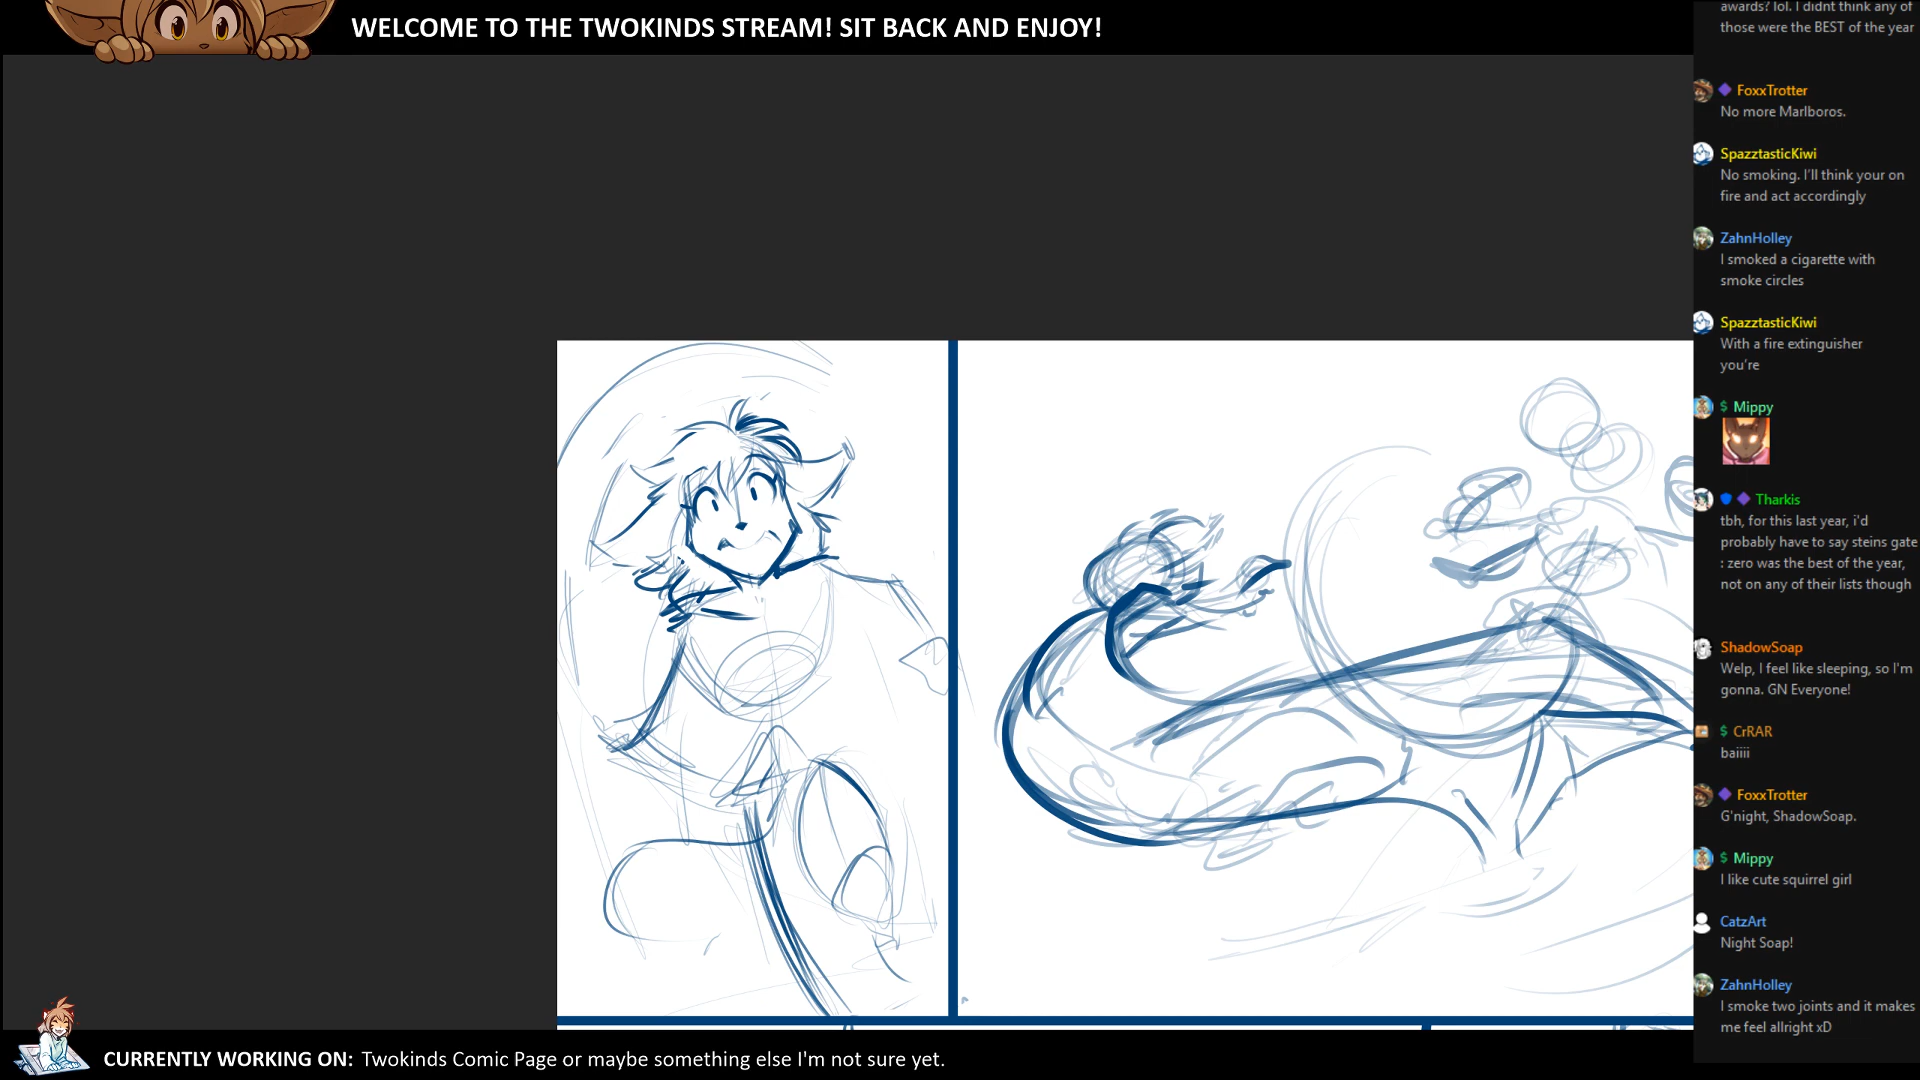 WELCOME TO THE TWOKINDS STREAM! SIT BACK AND ENJOY!
awards? lol. I didnt think any of
those were the BEST of the year
FoxxTrotter
No more Marlboros.
SpazztasticKiwi
No smoking. I'll think your on
fire and act accordingly
ZahnHolley
I smoked a cigarette with
smoke circles
SpazztasticKiwi
With a fire extinguisher
you're
$ Mippy
Tharkis
tbh, for this last year, i'd
probably have to say steins gate
: zero was the best of the year,
not on any of their lists though
ShadowSoap
Welp, I feel like sleeping, so I'm
gonna. GN Everyone!
$ CrRAR
baiiii
FoxxTrotter
G'night, ShadowSoap.
$ Mippy
I like cute squirrel girl
CatzArt
Night Soap!
ZahnHolley
I smoke two joints and it makes
me feel allright xD
CURRENTLY WORKING ON: Twokinds Comic Page or maybe something else I'm not sure yet.